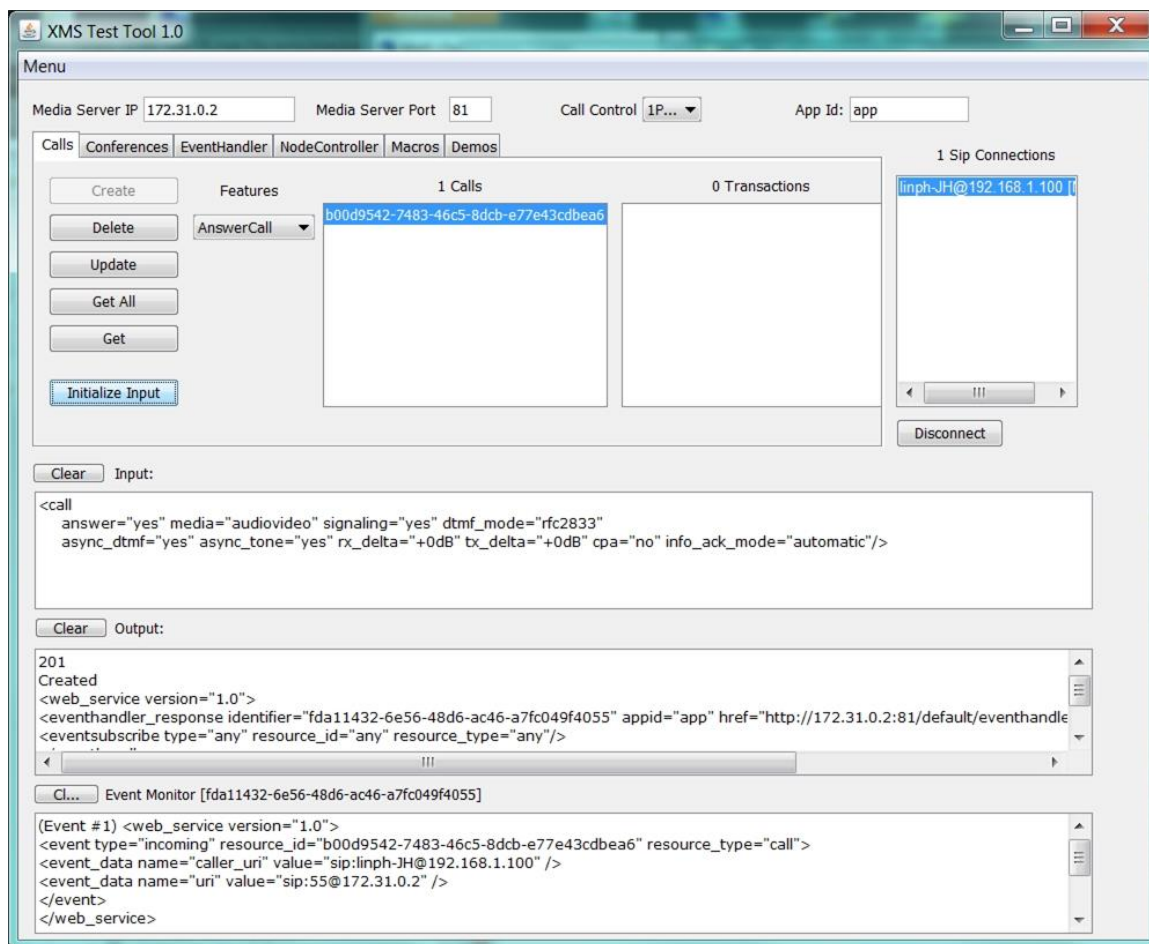 XMS Test Tool 1.0
Menu
Media Server IP 172.31.0.2 Media Server Port 81 Call Control 1P... App Id: app
Calls Conferences EventHandler NodeController Macros Demos
1 Sip Connections
Create Features 1 Calls 0 Transactions
linph-JH@192.168.1.100
b00d9542-7483-46c5-8dcb-e77e43cdbea6
Delete AnswerCall
Update
Get All
Get
Initialize Input
Disconnect
Clear Input:
<call
answer="yes" media="audiovideo" signaling="yes" dtmf_mode="rfc2833"
async_dtmf="yes" async_tone="yes" rx_delta="+0dB" tx_delta="+0dB" cpa="no" info_ack_mode="automatic"/>
Clear Output:
201
Created
<web_service version="1.0">
<eventhandler_response identifier="fda11432-6e56-48d6-ac46-a7fc049f4055" appid="app" href="http://172.31.0.2:81/default/eventhandle
<eventsubscribe type="any" resource_id="any" resource_type="any"/>
Cl... Event Monitor [fda11432-6e56-48d6-ac46-a7fc049f4055]
(Event #1) <web_service version="1.0">
<event type="incoming" resource_id="b00d9542-7483-46c5-8dcb-e77e43cdbea6" resource_type="call">
<event_data name="caller_uri" value="sip:linph-JH@192.168.1.100" />
<event_data name="uri" value="sip:55@172.31.0.2" />
</event>
</web_service>